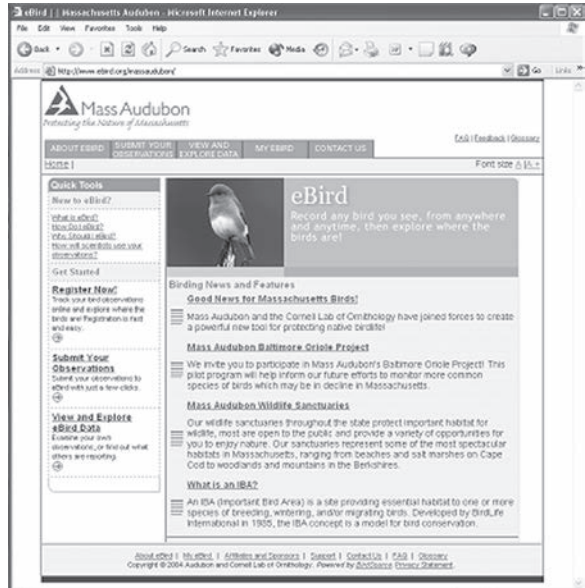 eBird | | Massachusetts Audubon - Microsoft Internet Explorer
File Edit View Favorites Tools Help
Back Search Favorites Media
Address http://www.ebird.org/massaudubon/ Go Links »
Mass Audubon
Protecting the Nature of Massachusetts
FAQ | Feedback | Glossary
ABOUT EBIRD SUBMIT YOUR OBSERVATIONS VIEW AND EXPLORE DATA MY EBIRD CONTACT US
Home | Font size A | A +
Quick Tools
New to eBird?
What is eBird?
How Do I eBird?
Why Should I eBird?
How will scientists use your
observations?
Get Started
Register Now!
Track your bird observations
online and explore where the
birds are! Registration is fast
and easy.
Submit Your
Observations
Submit your observations to
eBird with just a few clicks.
View and Explore
eBird Data
Examine your own
observations, or find out what
others are reporting.
eBird
Record any bird you see, from anywhere
and anytime, then explore where the
birds are!
Birding News and Features
Good News for Massachusetts Birds!
Mass Audubon and the Cornell Lab of Ornithology have joined forces to create
a powerful new tool for protecting native birdlife!
Mass Audubon Baltimore Oriole Project
We invite you to participate in Mass Audubon's Baltimore Oriole Project! This
pilot program will help inform our future efforts to monitor more common
species of birds which may be in decline in Massachusetts.
Mass Audubon Wildlife Sanctuaries
Our wildlife sanctuaries throughout the state protect important habitat for
wildlife, most are open to the public and provide a variety of opportunities for
you to enjoy nature. Our sanctuaries represent some of the most spectacular
habitats in Massachusetts, ranging from beaches and salt marshes on Cape
Cod to woodlands and mountains in the Berkshires.
What is an IBA?
An IBA (Important Bird Area) is a site providing essential habitat to one or more
species of breeding, wintering, and/or migrating birds. Developed by BirdLife
International in 1985, the IBA concept is a model for bird conservation.
About eBird | My eBird | Affiliates and Sponsors | Support | Contact Us | FAQ | Glossary
Copyright © 2004 Audubon and Cornell Lab of Ornithology. Powered by BirdSource Privacy Statement.